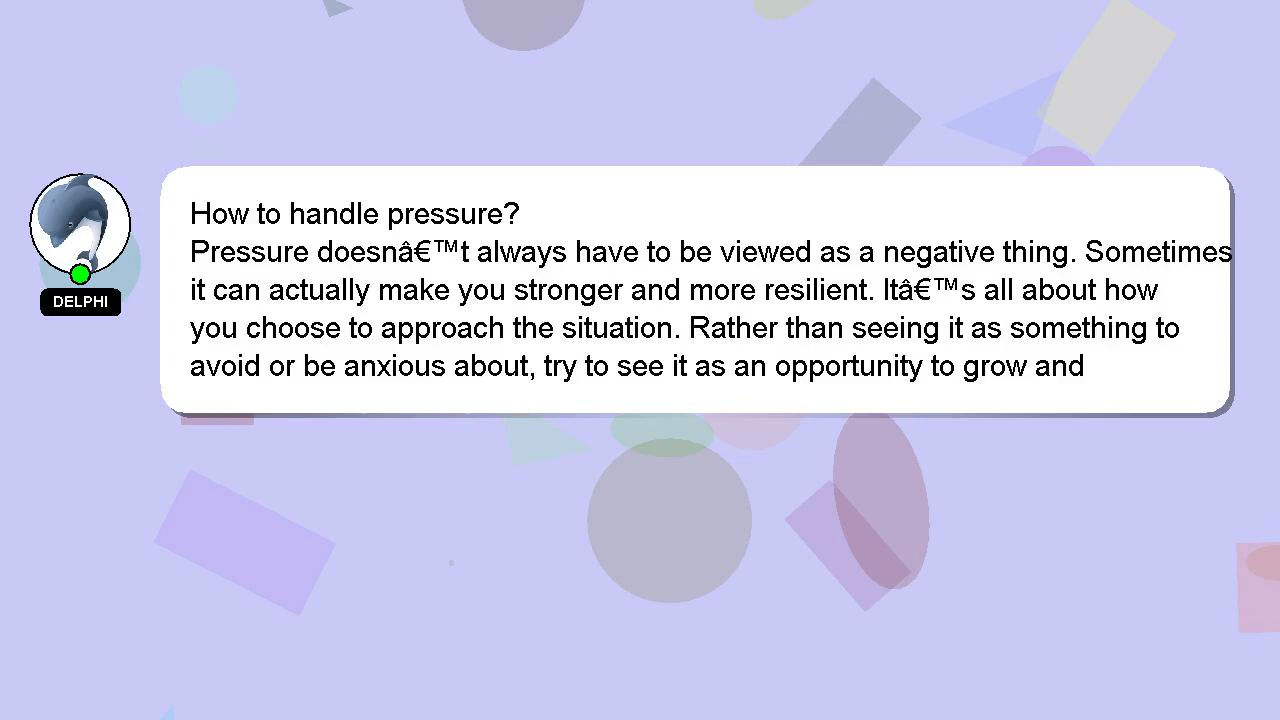 How to handle pressure?
Pressure doesnâ€™t always have to be viewed as a negative thing. Sometimes
it can actually make you stronger and more resilient. Itâ€™s all about how
you choose to approach the situation. Rather than seeing it as something to
avoid or be anxious about, try to see it as an opportunity to grow and
DELPHI